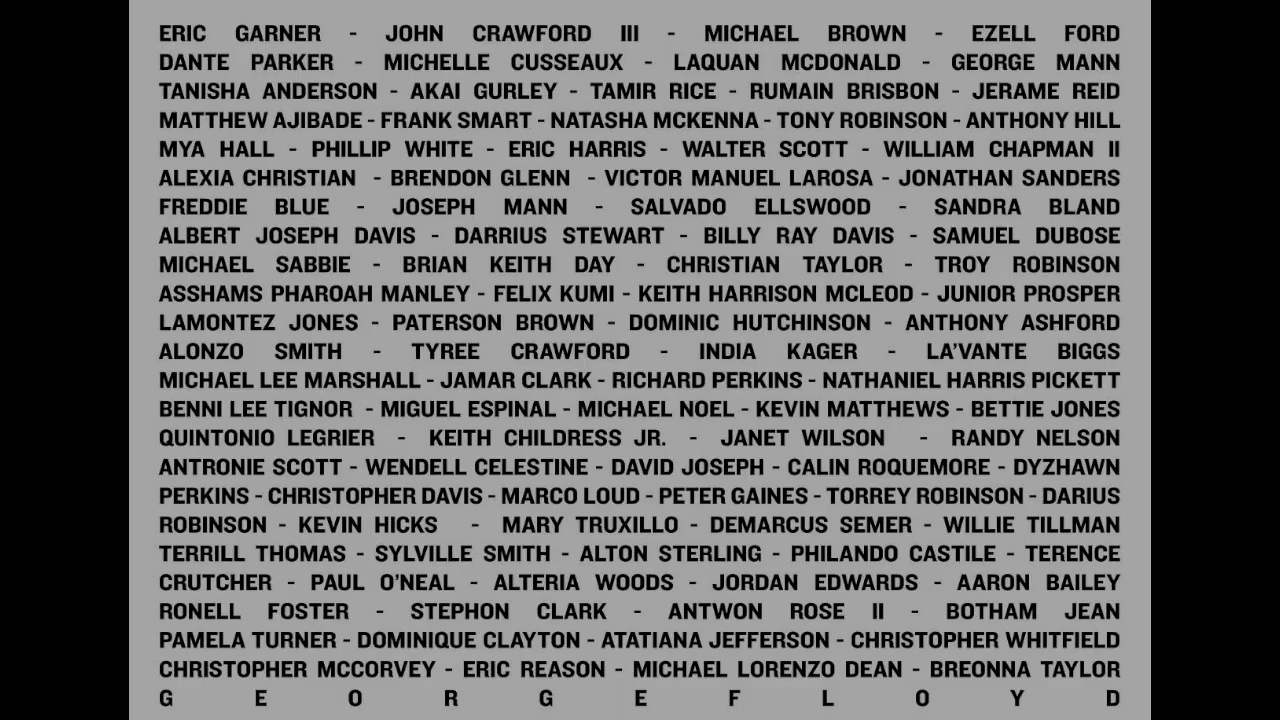 ERIC GARNER - JOHN CRAWFORD III - MICHAEL BROWN - EZELL FORD
DANTE PARKER - MICHELLE CUSSEAUX - LAQUAN MCDONALD - GEORGE MANN
TANISHA ANDERSON - AKAI GURLEY - TAMIR RICE - RUMAIN BRISBON - JERAME REID
MATTHEW AJIBADE - FRANK SMART - NATASHA MCKENNA - TONY ROBINSON - ANTHONY HILL
MYA HALL - PHILLIP WHITE - ERIC HARRIS - WALTER SCOTT - WILLIAM CHAPMAN II
ALEXIA CHRISTIAN - BRENDON GLENN - VICTOR MANUEL LAROSA - JONATHAN SANDERS
FREDDIE BLUE - JOSEPH MANN - SALVADO ELLSWOOD - SANDRA BLAND
ALBERT JOSEPH DAVIS - DARRIUS STEWART - BILLY RAY DAVIS - SAMUEL DUBOSE
MICHAEL SABBIE - BRIAN KEITH DAY - CHRISTIAN TAYLOR - TROY ROBINSON
ASSHAMS PHAROAH MANLEY - FELIX KUMI - KEITH HARRISON MCLEOD - JUNIOR PROSPER
LAMONTEZ JONES - PATERSON BROWN - DOMINIC HUTCHINSON - ANTHONY ASHFORD
ALONZO SMITH - TYREE CRAWFORD - INDIA KAGER - LA'VANTE BIGGS
MICHAEL LEE MARSHALL - JAMAR CLARK - RICHARD PERKINS - NATHANIEL HARRIS PICKETT
BENNI LEE TIGNOR - MIGUEL ESPINAL - MICHAEL NOEL - KEVIN MATTHEWS - BETTIE JONES
QUINTONIO LEGRIER - KEITH CHILDRESS JR. - JANET WILSON - RANDY NELSON
ANTRONIE SCOTT - WENDELL CELESTINE - DAVID JOSEPH - CALIN ROQUEMORE - DYZHAWN
PERKINS - CHRISTOPHER DAVIS - MARCO LOUD - PETER GAINES - TORREY ROBINSON - DARIUS
ROBINSON - KEVIN HICKS - MARY TRUXILLO - DEMARCUS SEMER - WILLIE TILLMAN
TERRILL THOMAS - SYLVILLE SMITH - ALTON STERLING - PHILANDO CASTILE - TERENCE
CRUTCHER - PAUL O'NEAL - ALTERIA WOODS - JORDAN EDWARDS - AARON BAILEY
RONELL FOSTER - STEPHON CLARK - ANTWON ROSE II - BOTHAM JEAN
PAMELA TURNER - DOMINIQUE CLAYTON - ATATIANA JEFFERSON - CHRISTOPHER WHITFIELD
CHRISTOPHER MCCORVEY - ERIC REASON - MICHAEL LORENZO DEAN - BREONNA TAYLOR
G E O R G E F L O Y D